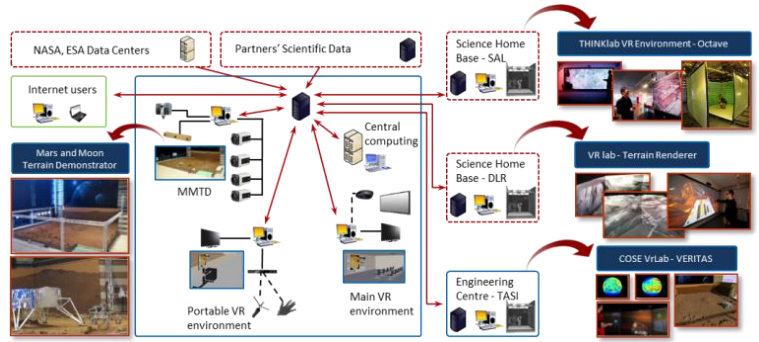 NASA, ESA Data Centers
Partners' Scientific Data
Science Home
Base - SAL
THINKlab VR Environment - Octave
Internet users
Central
computing
Mars and Moon
Terrain Demonstrator
MMTD
Science Home
Base - DLR
VR lab - Terrain Renderer
Portable VR
environment
Main VR
environment
Engineering
Centre - TASI
COSE VrLab - VERITAS